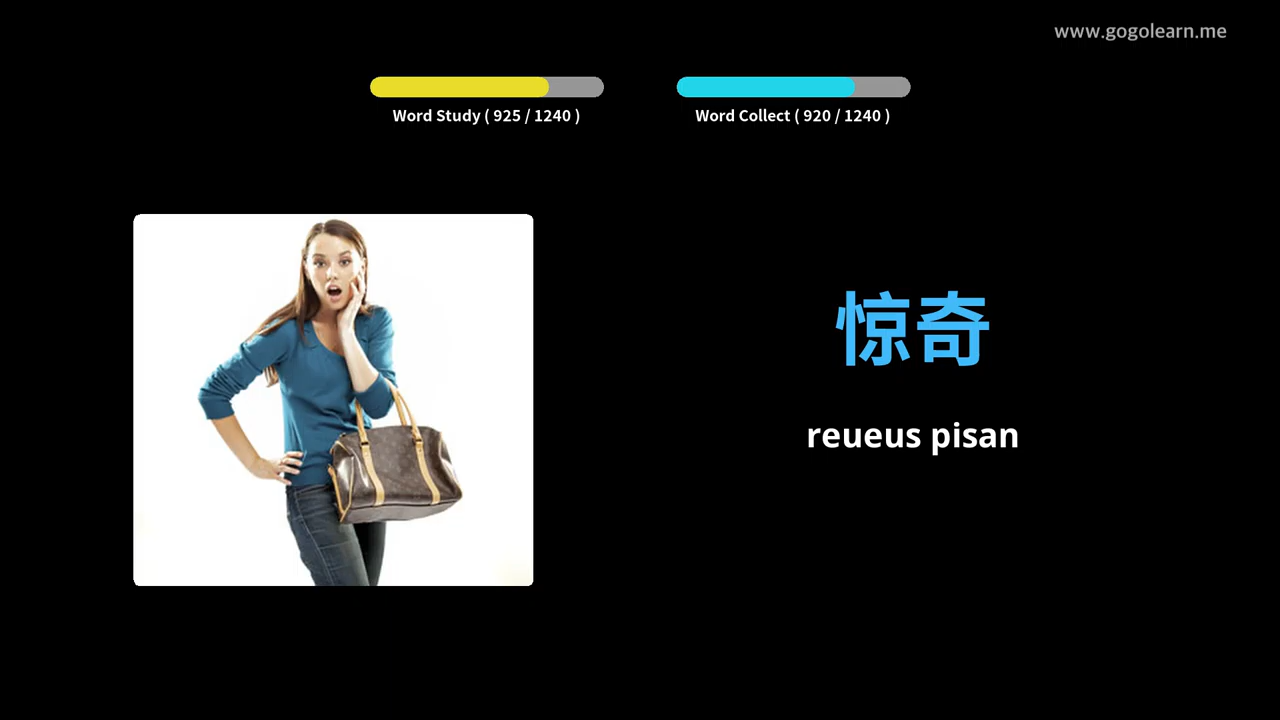 www.gogolearn.me
Word Study ( 925 / 1240 )
Word Collect ( 920 / 1240 )
惊奇
reueus pisan